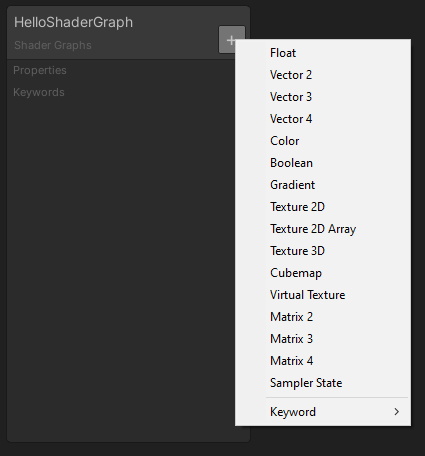 HelloShaderGraph
Shader Graphs
+
Properties
Keywords
Float
Vector 2
Vector 3
Vector 4
Color
Boolean
Gradient
Texture 2D
Texture 2D Array
Texture 3D
Cubemap
Virtual Texture
Matrix 2
Matrix 3
Matrix 4
Sampler State
Keyword >